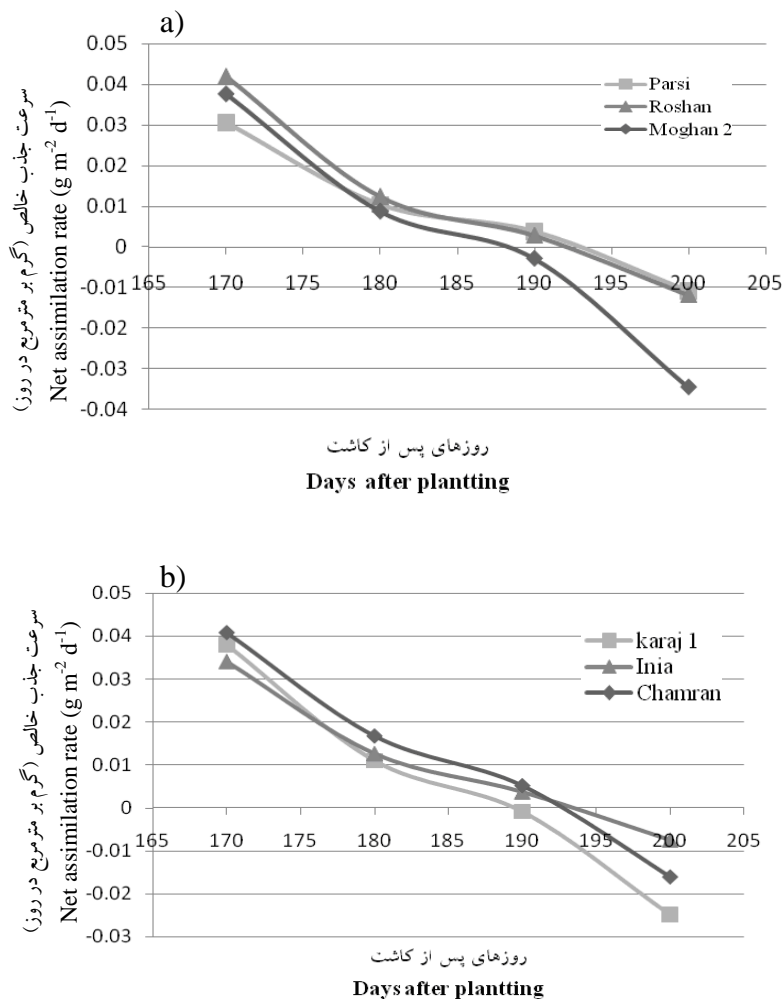 a)
0.05
0.04
0.03
0.02
0.01
0
-0.01
-0.02
-0.03
-0.04
165 170 175 180 185 190 195 200 205
Parsi
Roshan
Moghan 2
سرعت جذب خالص (گرم بر مترمربع در روز)
Net assimilation rate (g m-2 d-1)
روزهای پس از کاشت
Days after plantting
b)
0.05
0.04
0.03
0.02
0.01
0
-0.01
-0.02
-0.03
165 170 175 180 185 190 195 200 205
karaj 1
Inia
Chamran
سرعت جذب خالص (گرم بر مترمربع در روز)
Net assimilation rate (g m-2 d-1)
روزهای پس از کاشت
Days after plantting